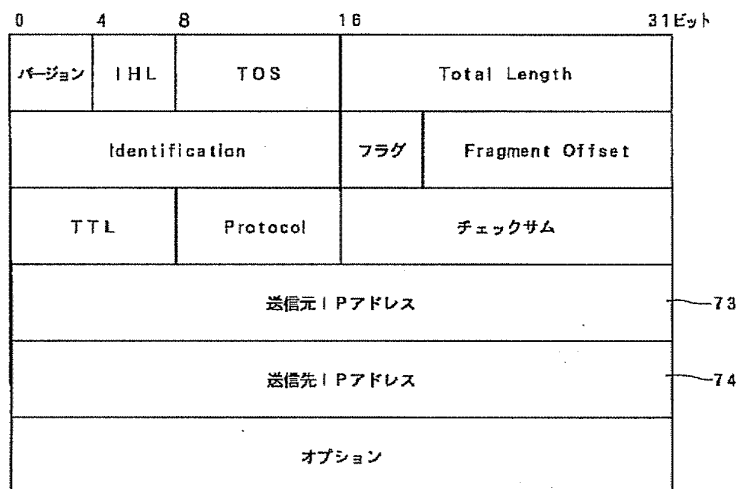 0 4 8 16 31ビット
バージョン IHL TOS Total Length
Identification フラグ Fragment Offset
TTL Protocol チェックサム
送信元IPアドレス 73
送信先IPアドレス 74
オプション